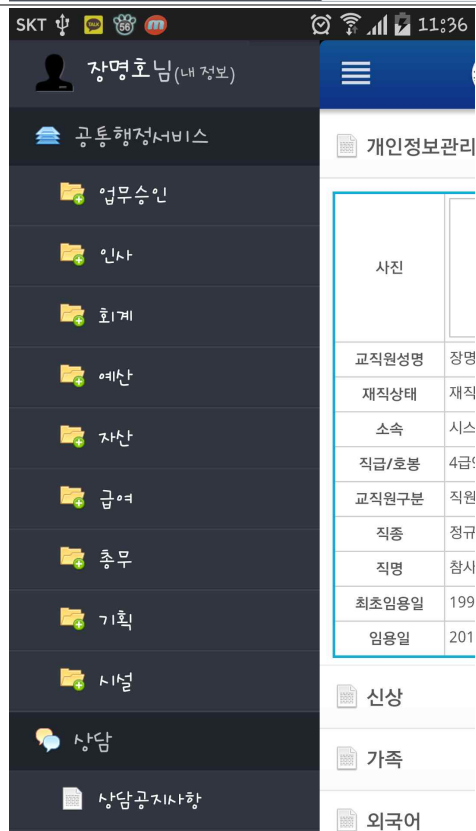 SKT 11:36
장명호님(내 정보)
공통행정서비스
업무승인
인사
회계
예산
자산
급여
총무
기획
시설
상담
상담공지사항
개인정보관리
사진
교직원성명 장명
재직상태 재직
소속 시스
직급/호봉 4급9
교직원구분 직원
직종 정규
직명 참사
최초임용일 199
임용일 201
신상
가족
외국어